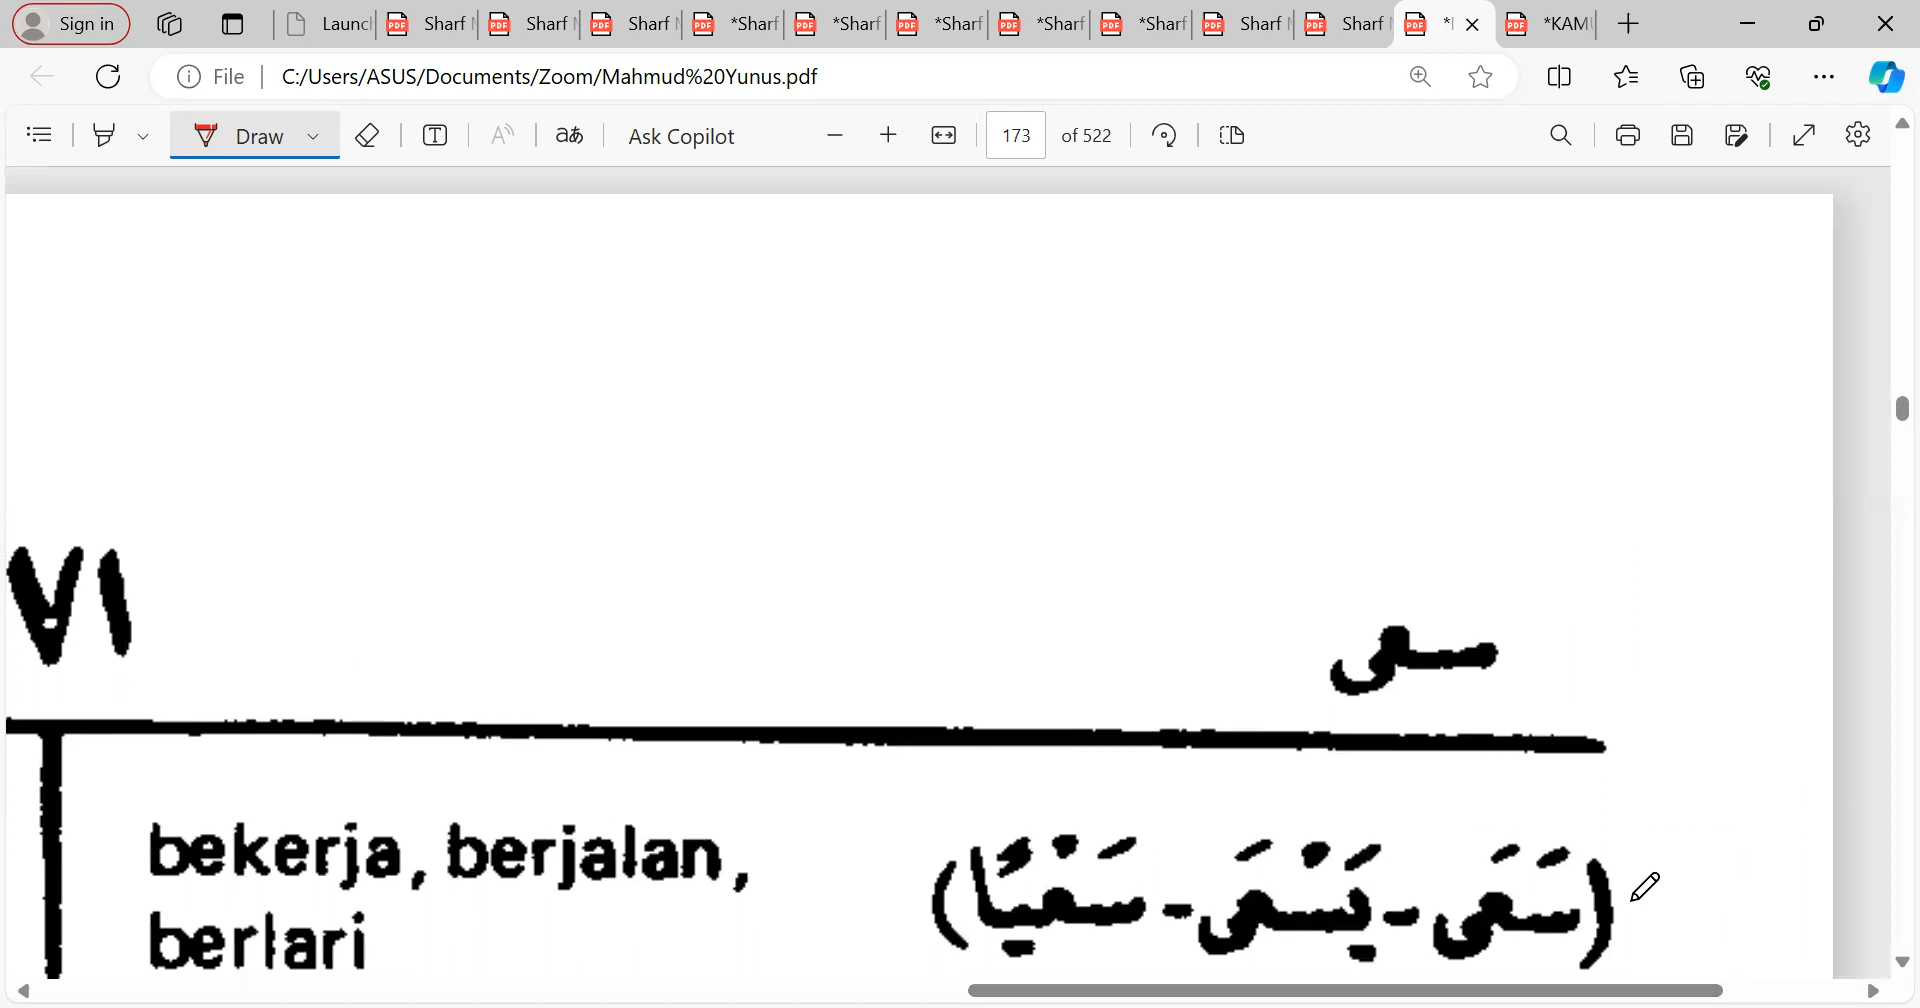 Sign in
Launc
Sharf
Sharf
Sharf
*Sharf
*Sharf
*Sharf
*Sharf
*Sharf
Sharf
Sharf
*KAM
File
C:/Users/ASUS/Documents/Zoom/Mahmud%20Yunus.pdf
Draw
Ask Copilot
173 of 522
٧١
سعى
(سَعَى - يَسْعَى - سَعْيًا)
bekerja, berjalan,
berlari